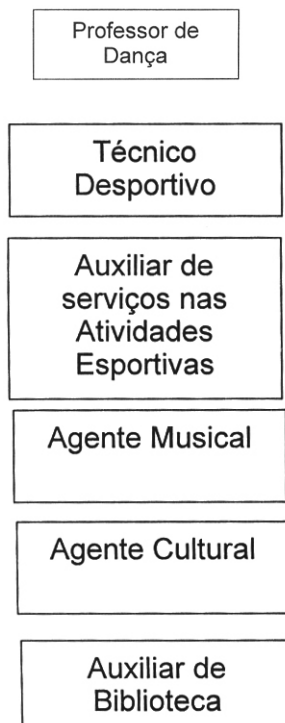 Professor de
Dança
Técnico
Desportivo
Auxiliar de
serviços nas
Atividades
Esportivas
Agente Musical
Agente Cultural
Auxiliar de
Biblioteca